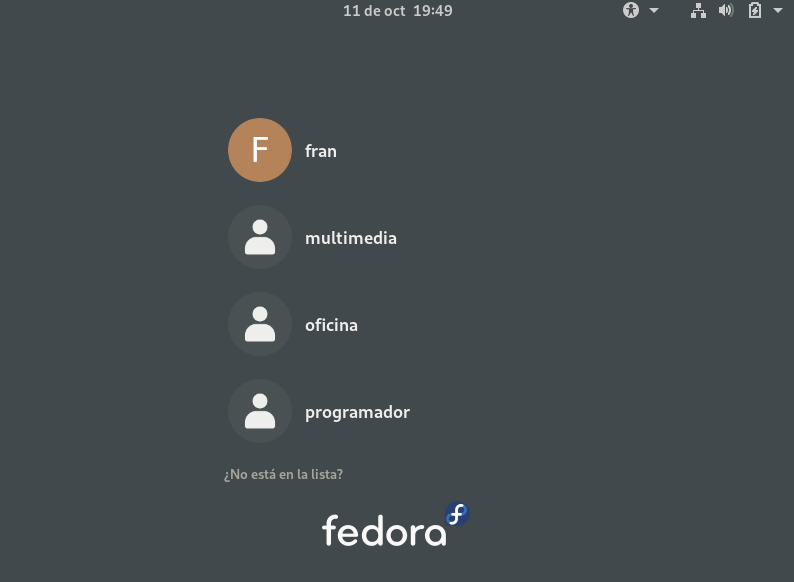 11 de oct 19:49
F
fran
multimedia
oficina
programador
¿No está en la lista?
fedora